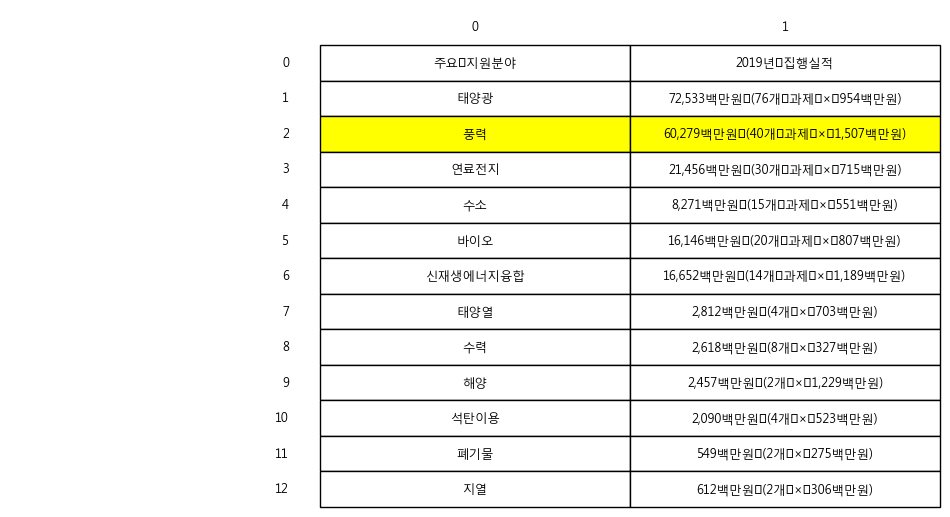 0 1
0 주요 지원분야 2019년 집행실적
1 태양광 72,533백만원 (76개 과제 × 954백만원)
2 풍력 60,279백만원 (40개 과제 × 1,507백만원)
3 연료전지 21,456백만원 (30개 과제 × 715백만원)
4 수소 8,271백만원 (15개 과제 × 551백만원)
5 바이오 16,146백만원 (20개 과제 × 807백만원)
6 신재생에너지융합 16,652백만원 (14개 과제 × 1,189백만원)
7 태양열 2,812백만원 (4개 × 703백만원)
8 수력 2,618백만원 (8개 × 327백만원)
9 해양 2,457백만원 (2개 × 1,229백만원)
10 석탄이용 2,090백만원 (4개 × 523백만원)
11 폐기물 549백만원 (2개 × 275백만원)
12 지열 612백만원 (2개 × 306백만원)